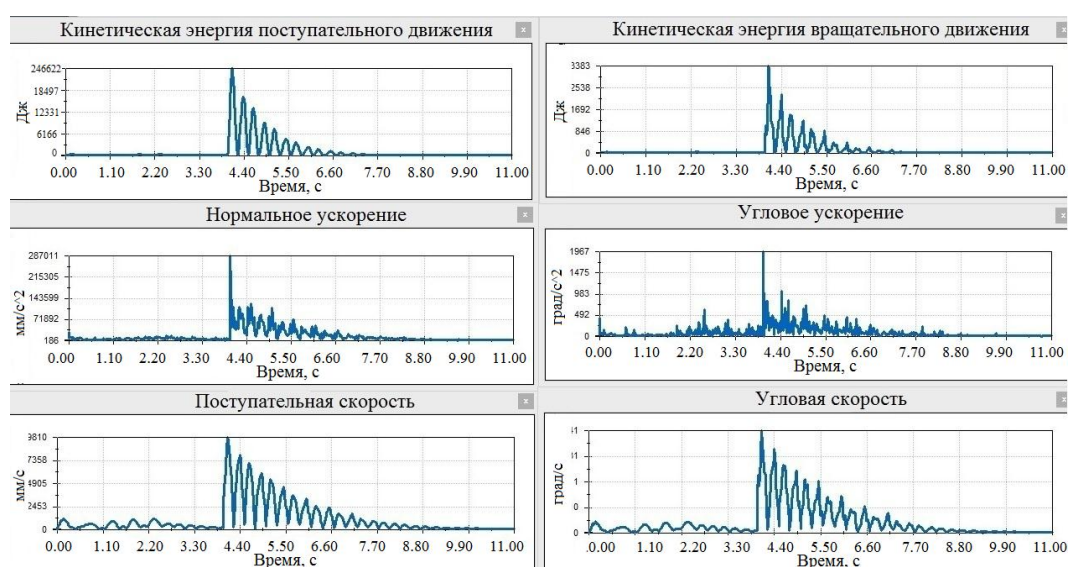 Кинетическая энергия поступательного движения
Дж
246622
18497
12331
6166
0
0.00 1.10 2.20 3.30 4.40 5.50 6.60 7.70 8.80 9.90 11.00
Время, с
Кинетическая энергия вращательного движения
Дж
3383
2538
1692
846
0
0.00 1.10 2.20 3.30 4.40 5.50 6.60 7.70 8.80 9.90 11.00
Время, с
Нормальное ускорение
мм/с^2
287011
215305
143599
71892
186
0.00 1.10 2.20 3.30 4.40 5.50 6.60 7.70 8.80 9.90 11.00
Время, с
Угловое ускорение
град/с^2
1967
1475
983
492
0
0.00 1.10 2.20 3.30 4.40 5.50 6.60 7.70 8.80 9.90 11.00
Время, с
Поступательная скорость
мм/с
9810
7358
4905
2453
0
0.00 1.10 2.20 3.30 4.40 5.50 6.60 7.70 8.80 9.90 11.00
Время, с
Угловая скорость
град/с
1
0
.00 1.10 2.20 3.30 4.40 5.50 6.60 7.70 8.80 9.90 11.00
Время, с